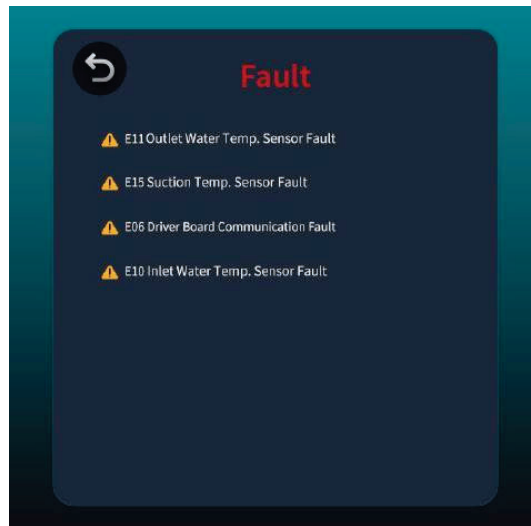 Fault
E11 Outlet Water Temp. Sensor Fault
E15 Suction Temp. Sensor Fault
E06 Driver Board Communication Fault
E10 Inlet Water Temp. Sensor Fault